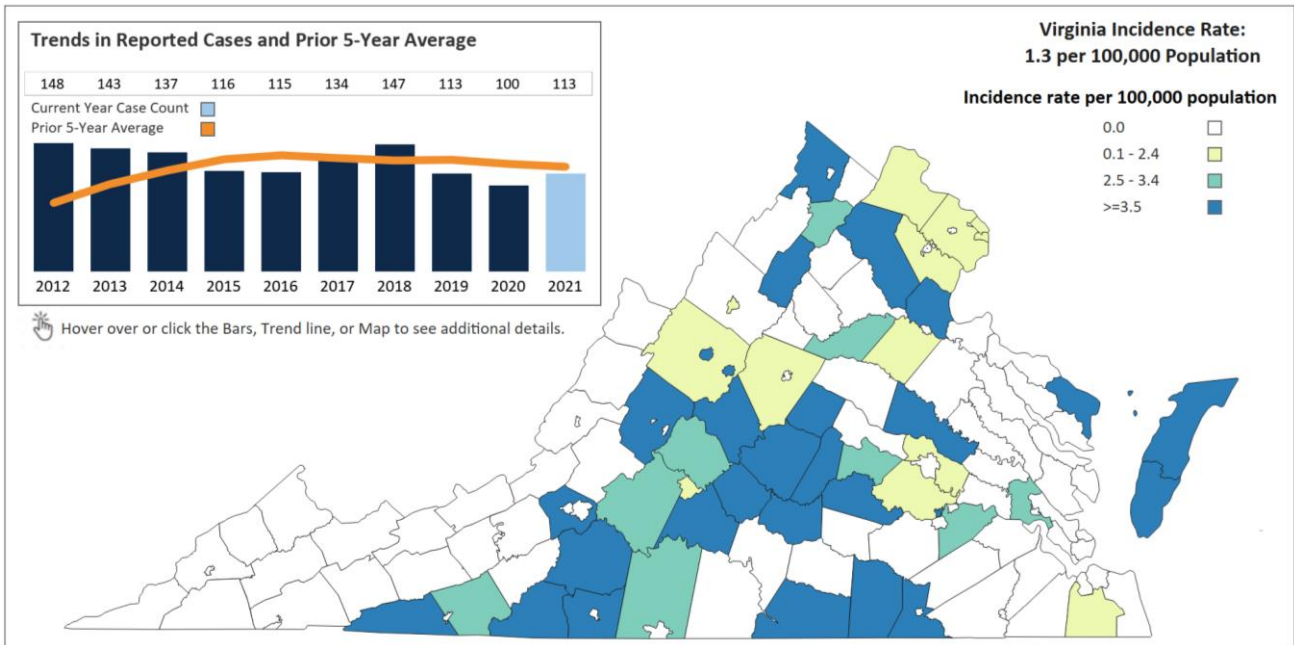 Trends in Reported Cases and Prior 5-Year Average
148 143 137 116 115 134 147 113 100 113
Current Year Case Count
Prior 5-Year Average
2012 2013 2014 2015 2016 2017 2018 2019 2020 2021
Hover over or click the Bars, Trend line, or Map to see additional details.
Virginia Incidence Rate:
1.3 per 100,000 Population
Incidence rate per 100,000 population
0.0
0.1 - 2.4
2.5 - 3.4
>=3.5